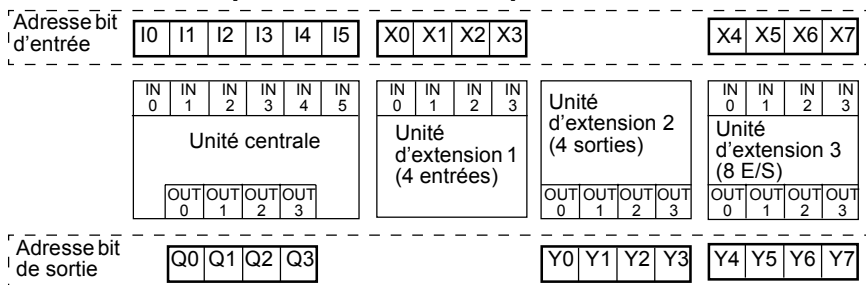 Adresse bit
d'entrée
I0 I1 I2 I3 I4 I5 X0 X1 X2 X3 X4 X5 X6 X7
IN IN IN IN IN IN IN IN IN IN IN IN IN IN
0 1 2 3 4 5 0 1 2 3 0 1 2 3
Unité centrale
OUT OUT OUT OUT
0 1 2 3
Unité
d'extension 1
(4 entrées)
Unité
d'extension 2
(4 sorties)
OUT OUT OUT OUT
0 1 2 3
Unité
d'extension 3
(8 E/S)
OUT OUT OUT OUT
0 1 2 3
Adresse bit
de sortie
Q0 Q1 Q2 Q3 Y0 Y1 Y2 Y3 Y4 Y5 Y6 Y7